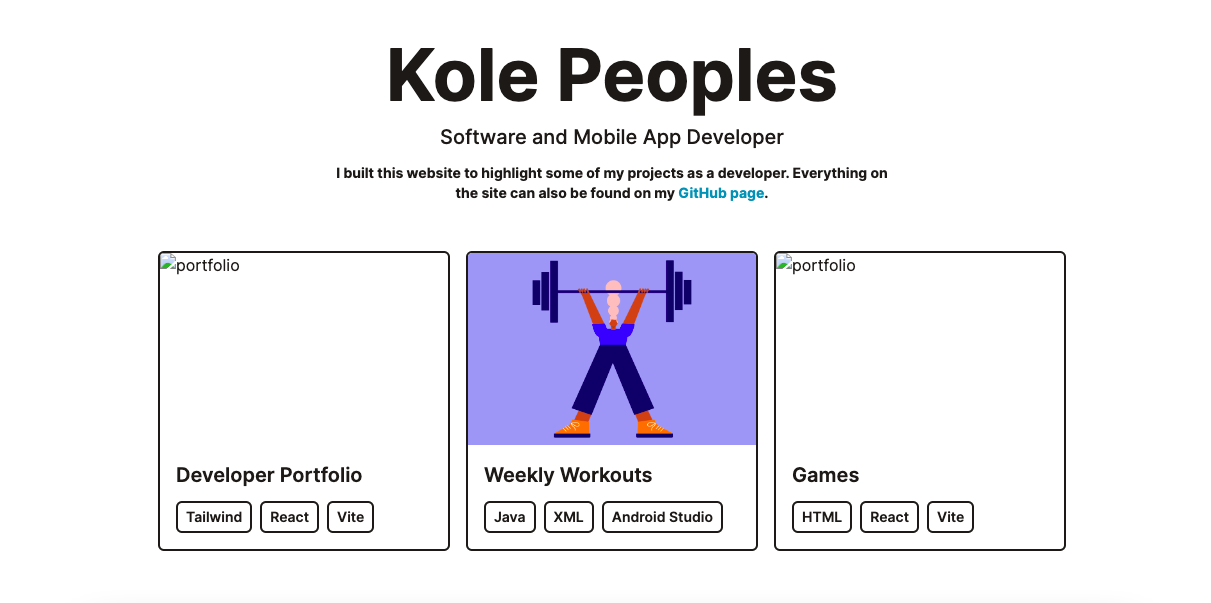 Kole Peoples
Software and Mobile App Developer
I built this website to highlight some of my projects as a developer. Everything on
the site can also be found on my GitHub page.
portfolio
portfolio
Developer Portfolio
Tailwind React Vite
Weekly Workouts
Java XML Android Studio
Games
HTML React Vite